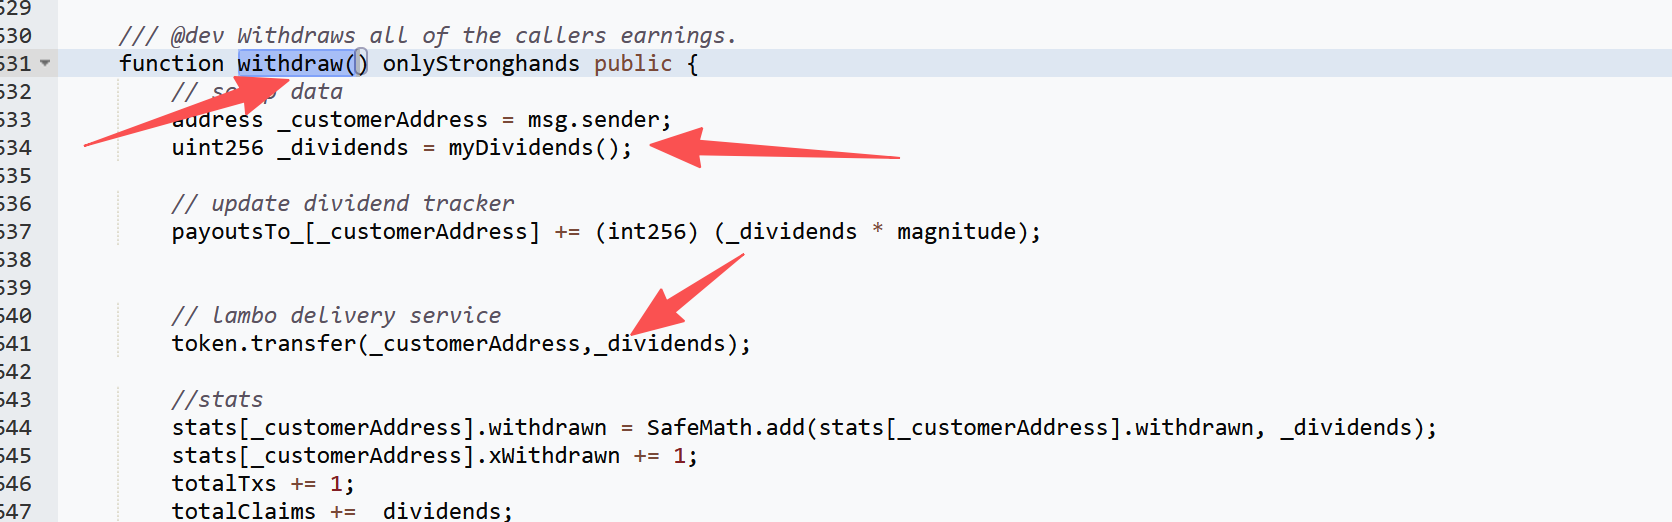 529
530 /// @dev Withdraws all of the callers earnings.
531 function withdraw() onlyStronghands public {
532 // setup data
533 address _customerAddress = msg.sender;
534 uint256 _dividends = myDividends();
535
536 // update dividend tracker
537 payoutsTo_[_customerAddress] += (int256) (_dividends * magnitude);
538
539
540 // lambo delivery service
541 token.transfer(_customerAddress,_dividends);
542
543 //stats
544 stats[_customerAddress].withdrawn = SafeMath.add(stats[_customerAddress].withdrawn, _dividends);
545 stats[_customerAddress].xWithdrawn += 1;
546 totalTxs += 1;
547 totalClaims += _dividends;